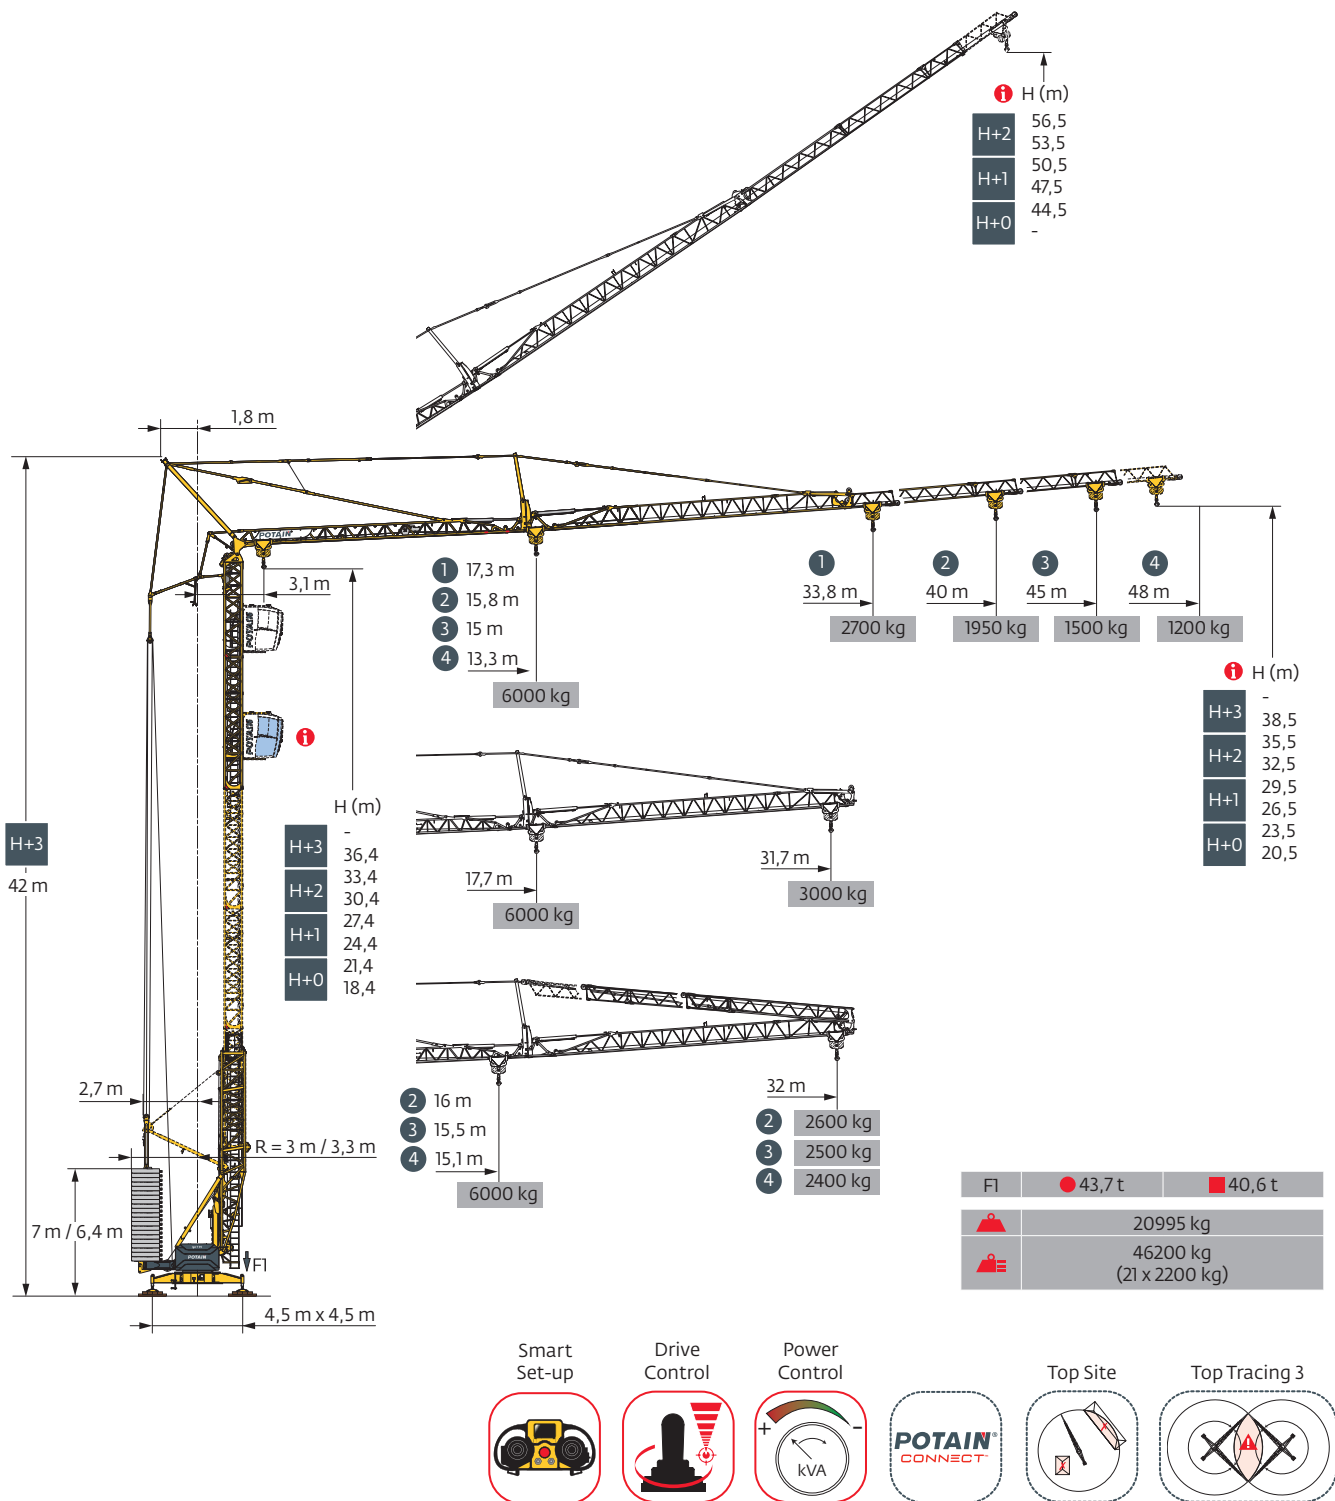 H (m)
H+2
56,5
53,5
H+1
50,5
47,5
H+0
44,5
-
1,8 m
POTAIN
3,1 m
1 17,3 m
2 15,8 m
3 15 m
4 13,3 m
6000 kg
1
33,8 m
2700 kg
2
40 m
1950 kg
3
45 m
1500 kg
4
48 m
1200 kg
POTAIN
POTAIN
H (m)
H+3
-
38,5
H+2
35,5
32,5
H+1
29,5
26,5
H+0
23,5
20,5
H (m)
H+3
-
36,4
H+2
33,4
30,4
H+1
27,4
24,4
H+0
21,4
18,4
H+3
42 m
17,7 m
6000 kg
31,7 m
3000 kg
2 16 m
3 15,5 m
4 15,1 m
6000 kg
32 m
2 2600 kg
3 2500 kg
4 2400 kg
2,7 m
R = 3 m / 3,3 m
7 m / 6,4 m
POTAIN
F1
4,5 m x 4,5 m
F1 43,7 t 40,6 t
20995 kg
46200 kg
(21 x 2200 kg)
Smart
Set-up
Drive
Control
Power
Control
+ -
kVA
POTAIN®
CONNECT
Top Site
Top Tracing 3